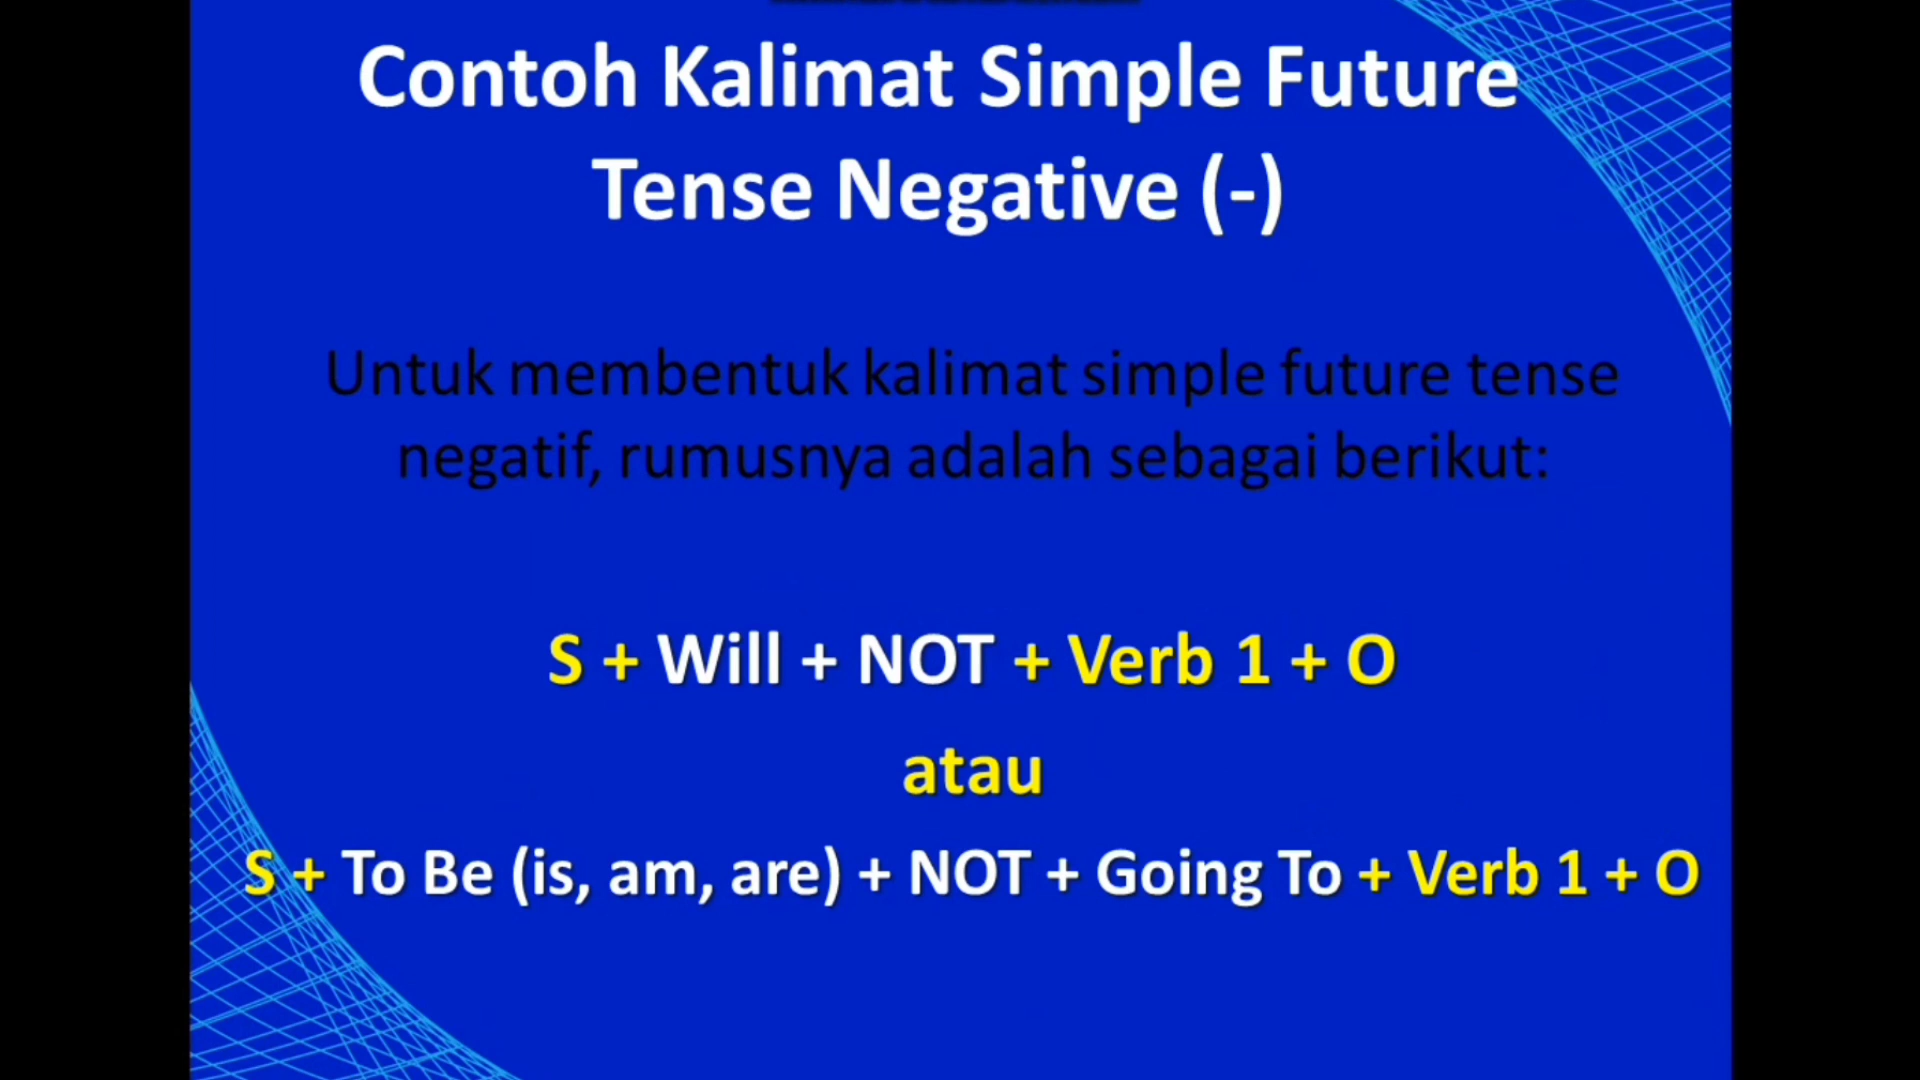 Contoh Kalimat Simple Future
Tense Negative (-)
Untuk membentuk kalimat simple future tense
negatif, rumusnya adalah sebagai berikut:
S + Will + NOT + Verb 1 + O
atau
S + To Be (is, am, are) + NOT + Going To + Verb 1 + O